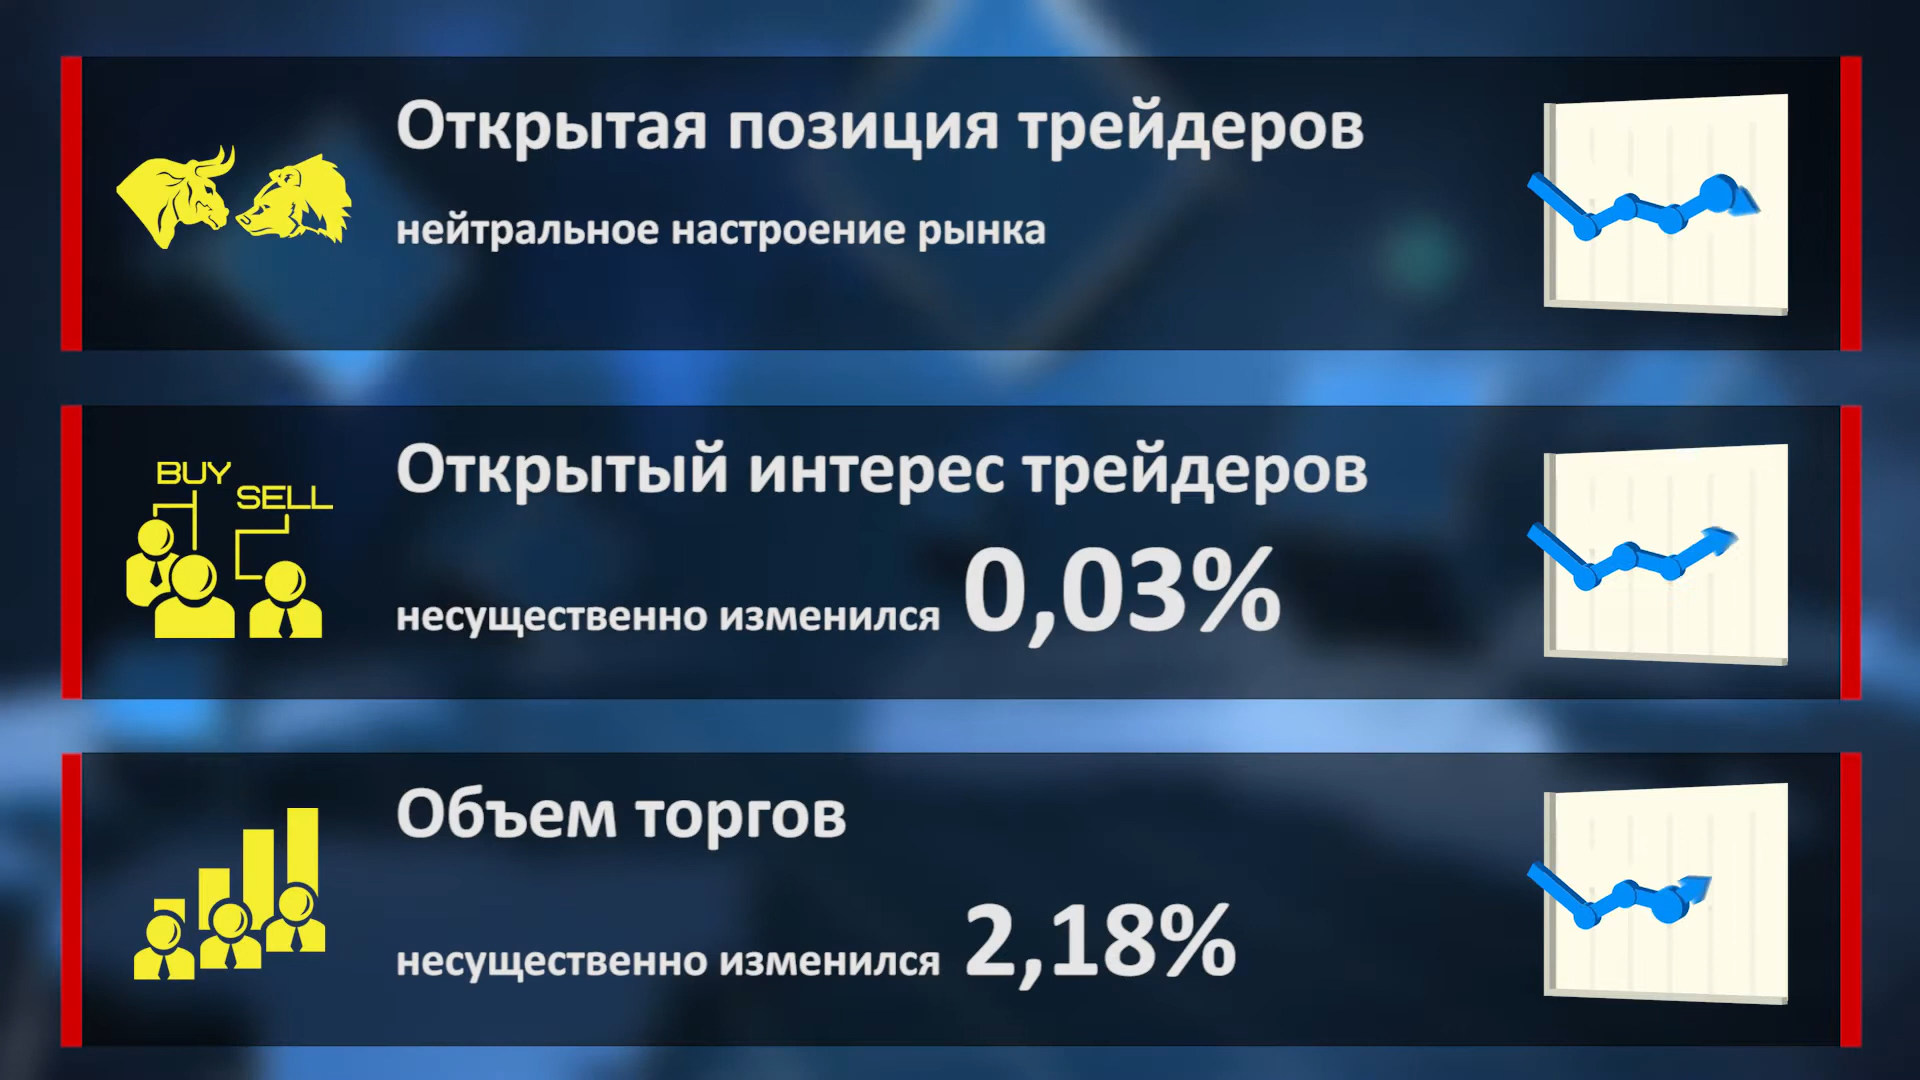 Открытая позиция трейдеров
нейтральное настроение рынка
BUY
SELL
Открытый интерес трейдеров
несущественно изменился 0,03%
Объем торгов
несущественно изменился 2,18%